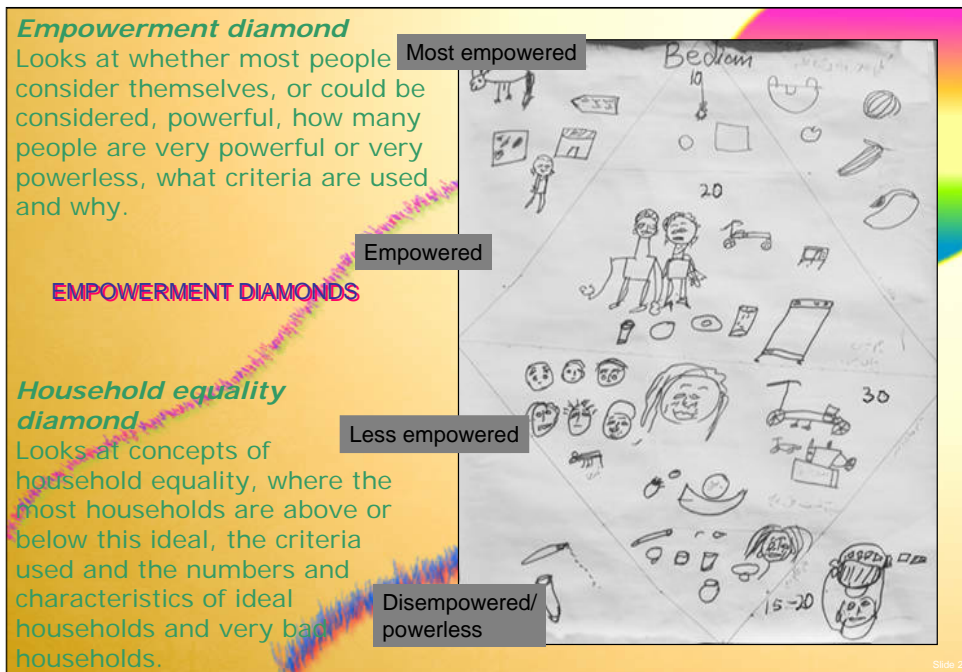 Empowerment diamond
Looks at whether most people
consider themselves, or could be
considered, powerful, how many
people are very powerful or very
powerless, what criteria are used
and why.
EMPOWERMENT DIAMONDS
Household equality
diamond
Looks at concepts of
household equality, where the
most households are above or
below this ideal, the criteria
used and the numbers and
characteristics of ideal
households and very bad
households.
Most empowered
Empowered
Less empowered
Disempowered/
powerless
10
20
30
15-20
Slide 2